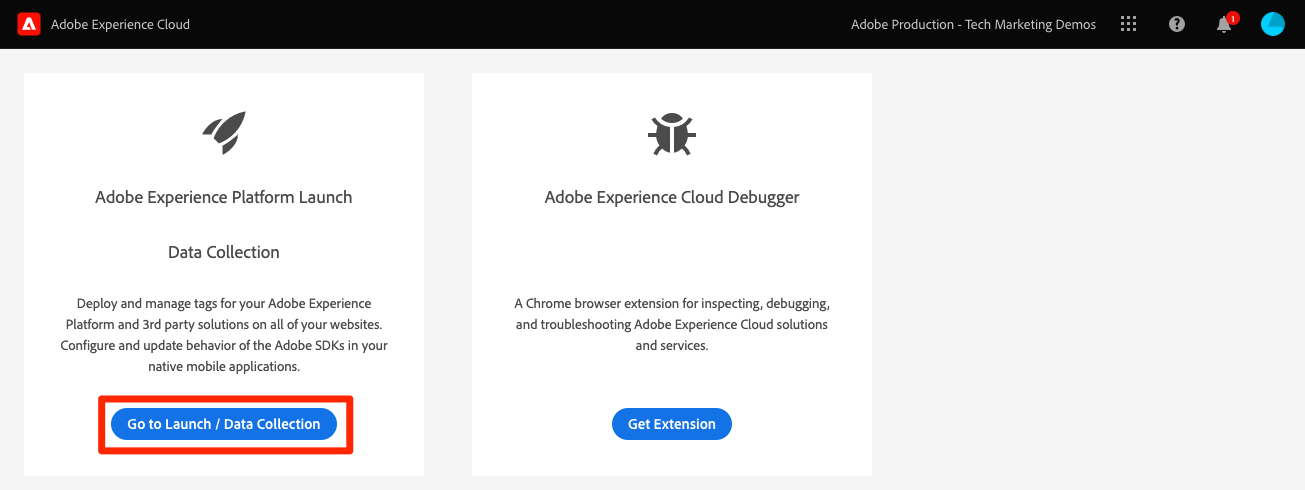 Adobe Experience Cloud
Adobe Production - Tech Marketing Demos
1
Adobe Experience Platform Launch
Data Collection
Deploy and manage tags for your Adobe Experience
Platform and 3rd party solutions on all of your websites.
Configure and update behavior of the Adobe SDKs in your
native mobile applications.
Go to Launch / Data Collection
Adobe Experience Cloud Debugger
A Chrome browser extension for inspecting, debugging,
and troubleshooting Adobe Experience Cloud solutions
and services.
Get Extension